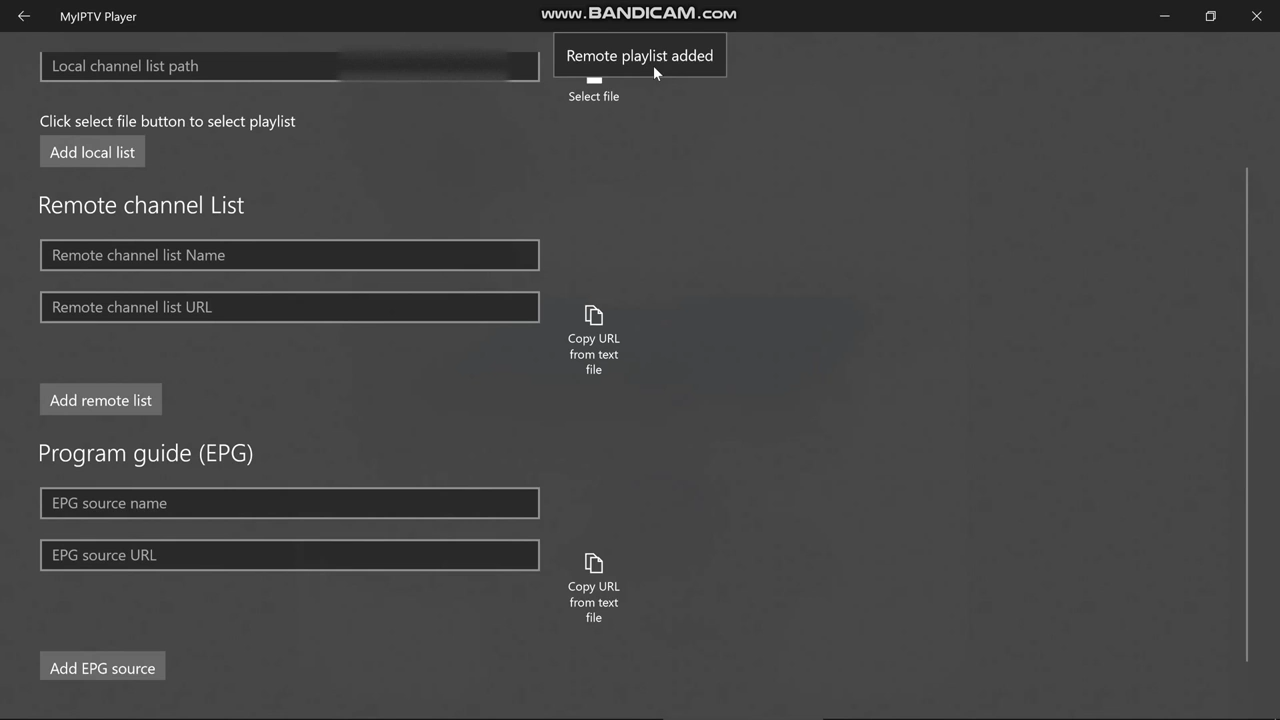 MyIPTV Player
www.BANDICAM.com
Remote playlist added
Local channel list path
Select file
Click select file button to select playlist
Add local list
Remote channel List
Remote channel list Name
Remote channel list URL
Copy URL
from text
file
Add remote list
Program guide (EPG)
EPG source name
EPG source URL
Copy URL
from text
file
Add EPG source